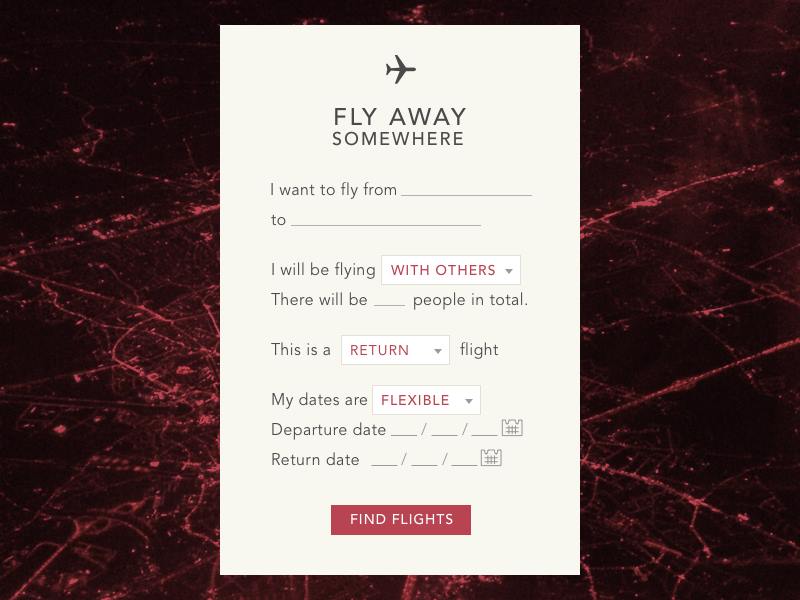 FLY AWAY
SOMEWHERE
I want to fly from
to
I will be flying WITH OTHERS
There will be people in total.
This is a RETURN flight
My dates are FLEXIBLE
Departure date / /
Return date / /
FIND FLIGHTS